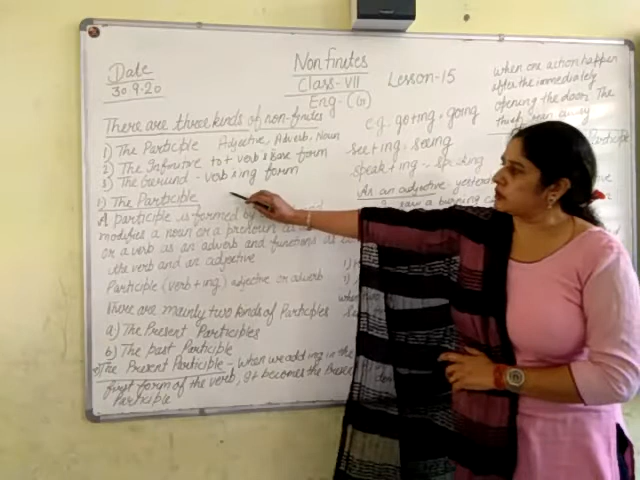 Date
30.9.20
Non finites
Class-VII
Eng-(G)
Lesson-15
There are three kinds of non-finites
1) The Participle Adjective, Adverb, Noun
2) The Infinitive to + verb's Base form
3) The Gerund - verb's ing form
1) The Participle
A participle is formed by
modifies a noun or a pronoun as
or a verb as an adverb and functions as
the verb and an adjective
Participle (verb + ing) adjective or adverb
There are mainly two kinds of Participles
a) The Present Participles
b) The past Participle
The Present Participle - when we add ing in the
first form of the verb, It becomes the Present
Participle
e.g. go+ing = going
see+ing = seeing
speak+ing - speaking
As an adjective yesterday
I saw a burning
when one action happen
after the immediately
opening the door. The
thief ran away
Participle